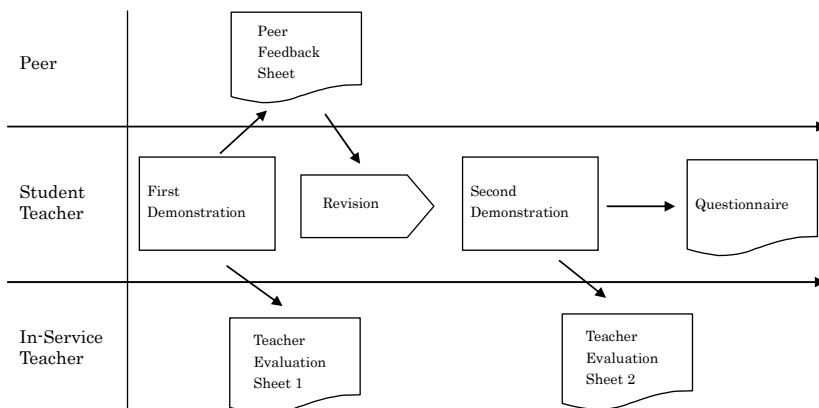 Peer
Peer
Feedback
Sheet
Student
Teacher
First
Demonstration
Revision
Second
Demonstration
Questionnaire
In-Service
Teacher
Teacher
Evaluation
Sheet 1
Teacher
Evaluation
Sheet 2